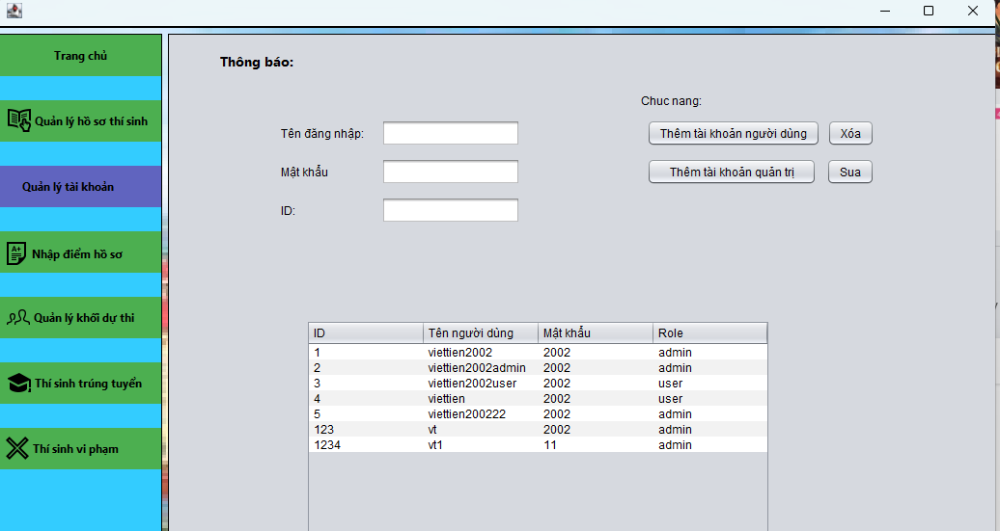 Trang chủ
Quản lý hồ sơ thí sinh
Quản lý tài khoản
Nhập điểm hồ sơ
Quản lý khối dự thi
Thí sinh trúng tuyển
Thí sinh vi phạm
Thông báo:
Tên đăng nhập:
Mật khẩu
ID:
Chuc nang:
Thêm tài khoản người dùng
Xóa
Thêm tài khoản quản trị
Sua
ID Tên người dùng Mật khẩu Role
1 viettien2002 2002 admin
2 viettien2002admin 2002 admin
3 viettien2002user 2002 user
4 viettien 2002 user
5 viettien200222 2002 admin
123 vt 2002 admin
1234 vt1 11 admin